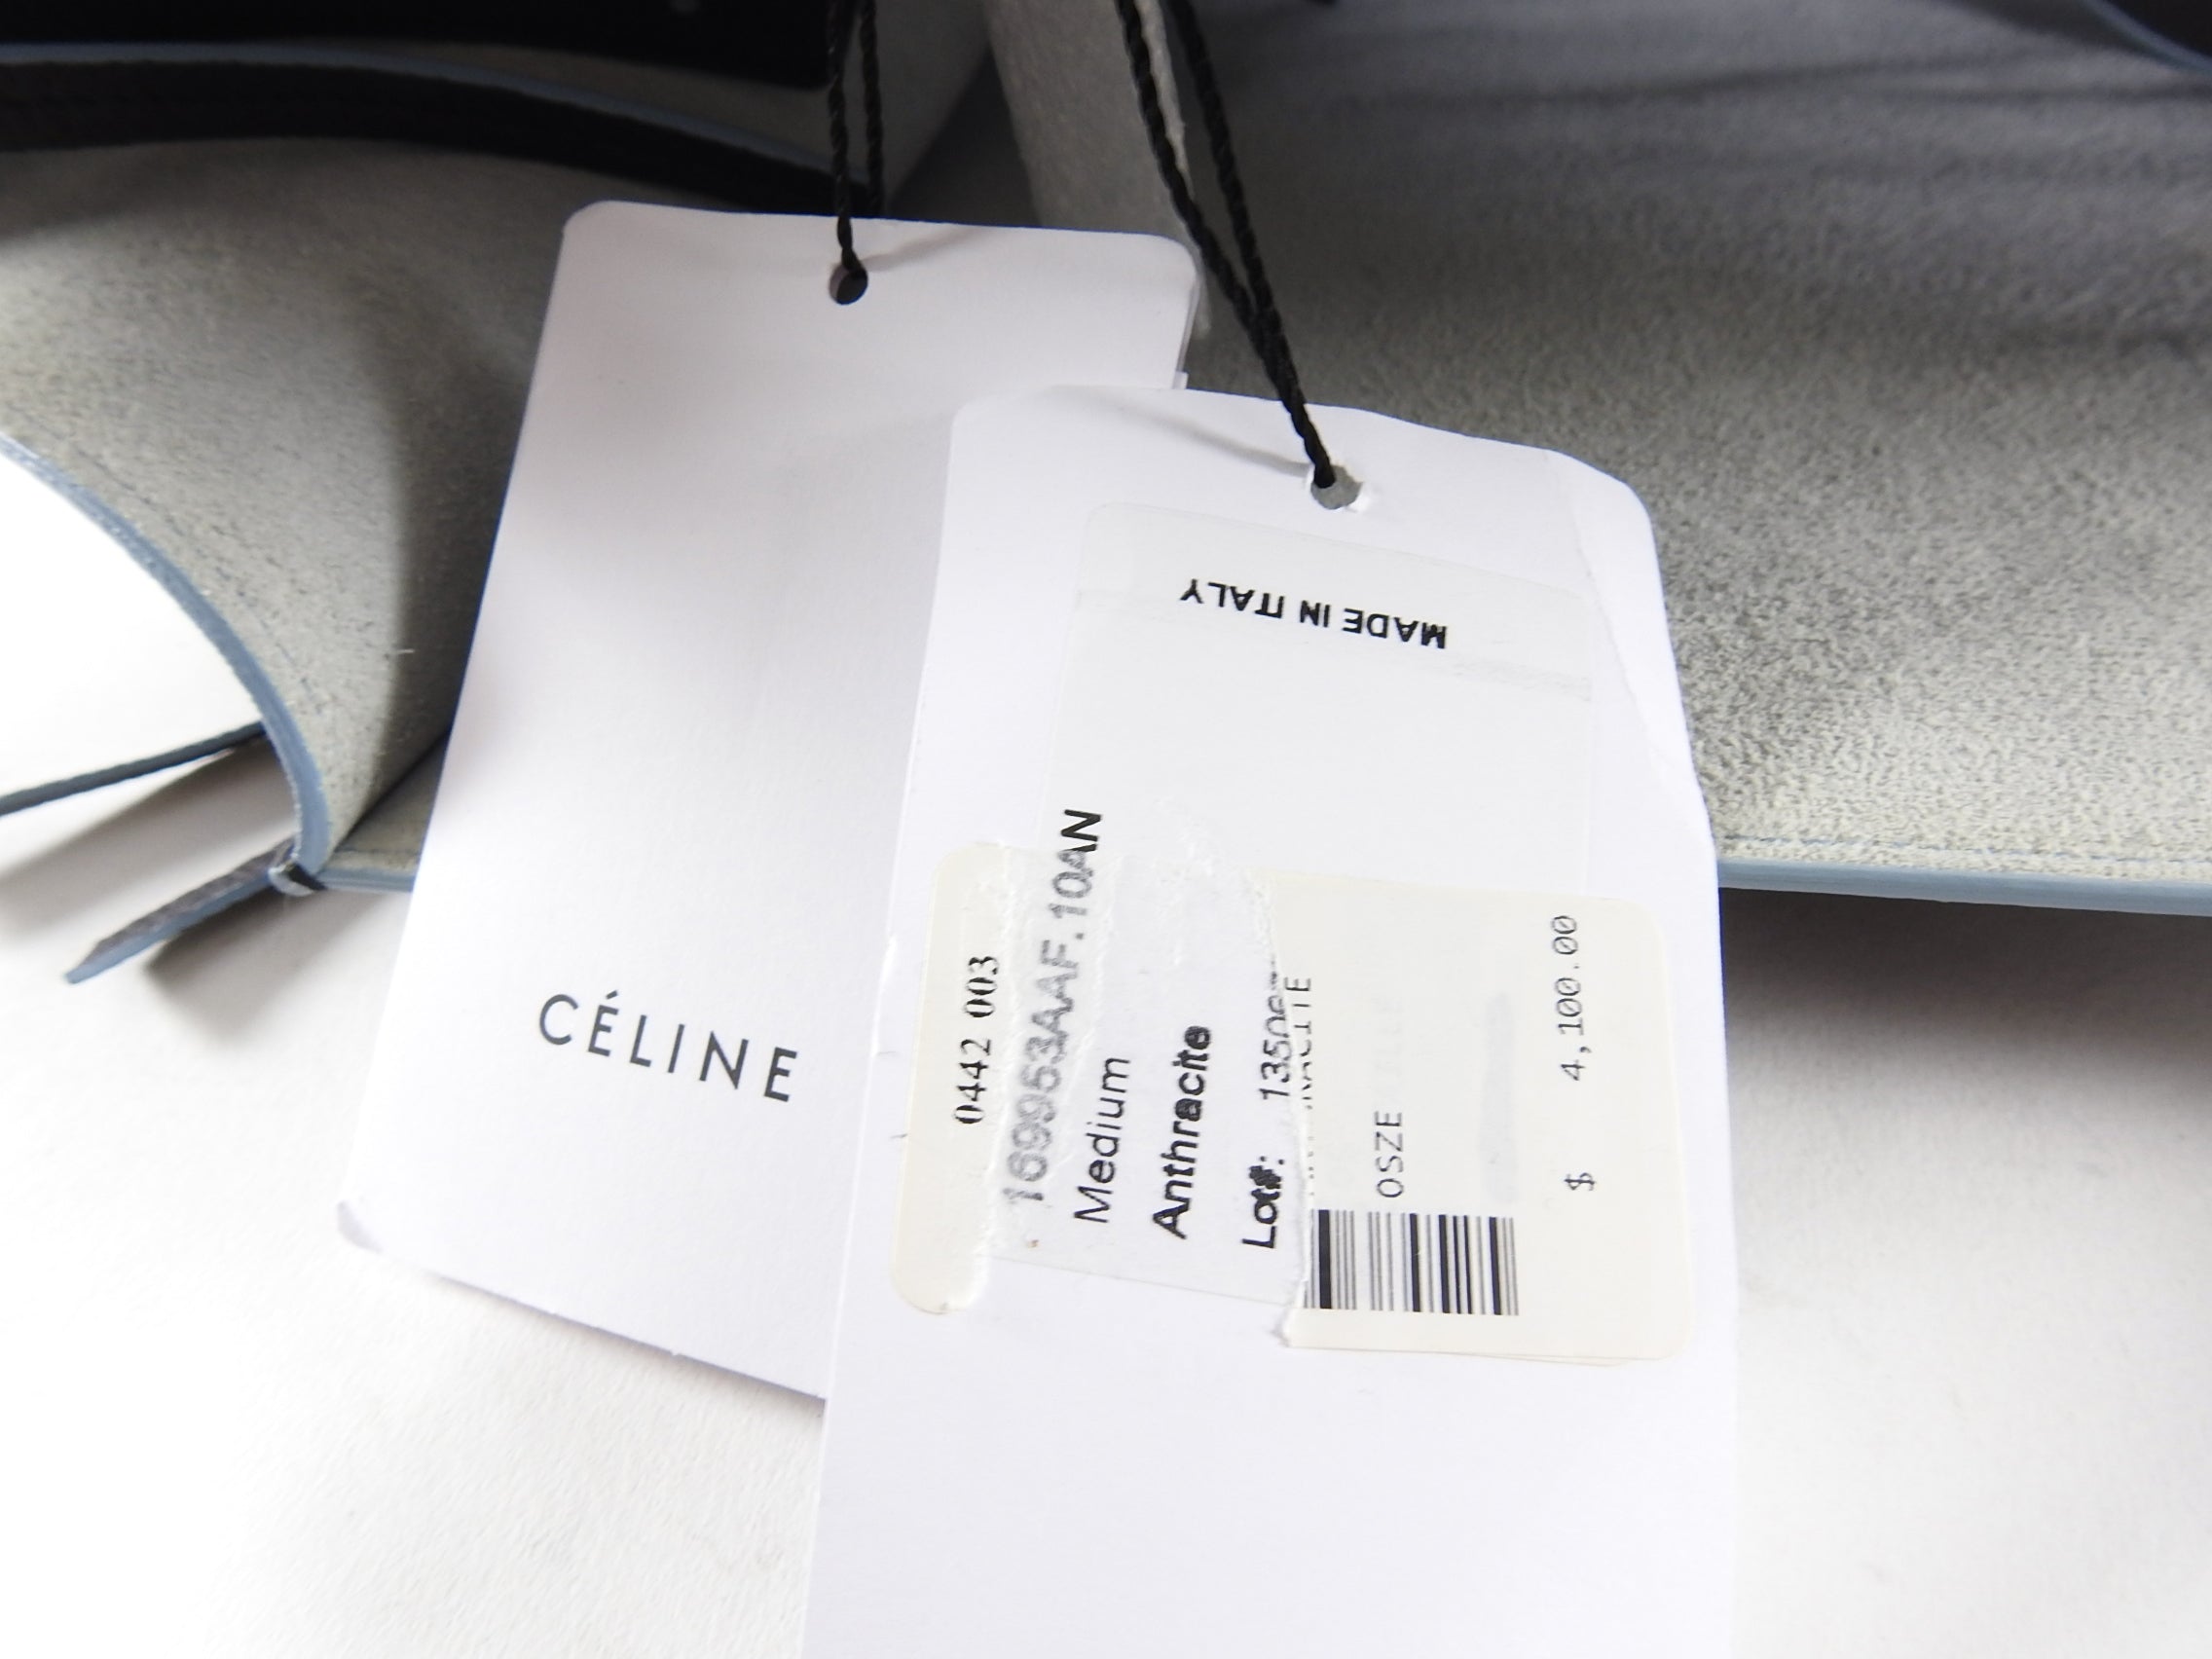 CÉLINE
MADE IN ITALY
0442 003
169953AAF.10AN
Medium
Anthracite
Lot#:
OSZE
$ 4,100.00